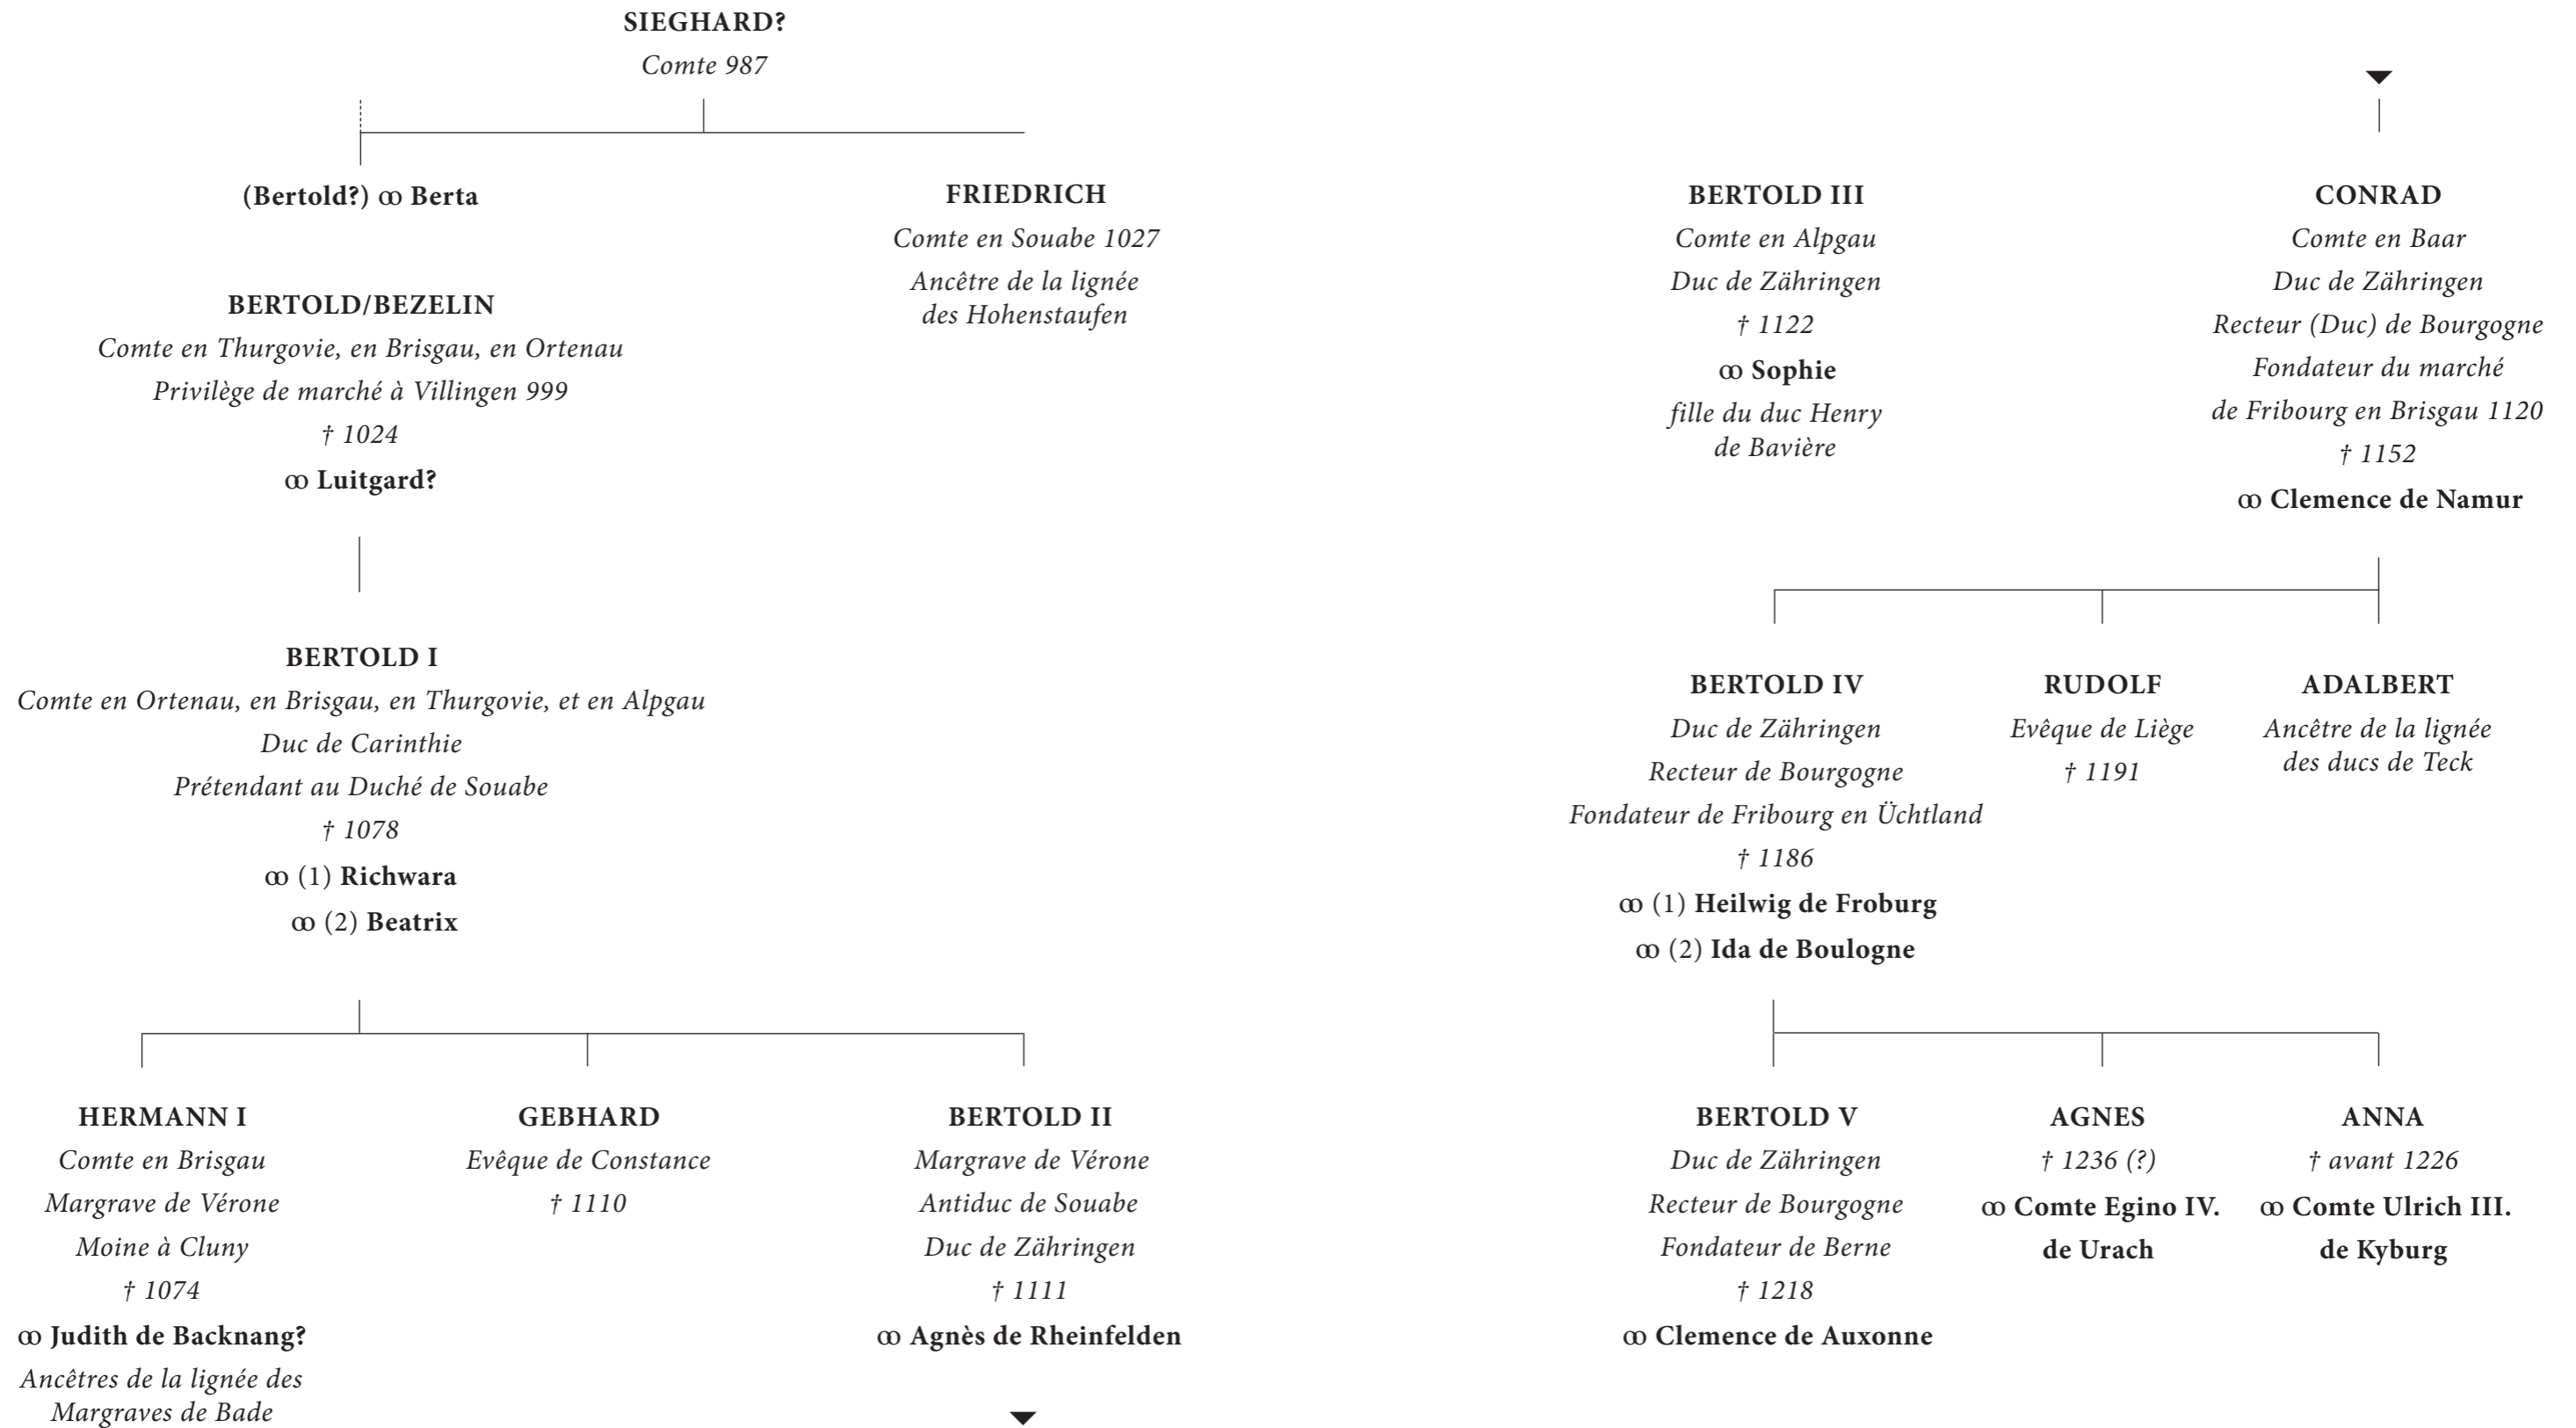 SIEGHARD?
Comte 987
(Bertold?) ꝏ Berta
FRIEDRICH
Comte en Souabe 1027
Ancêtre de la lignée
des Hohenstaufen
BERTOLD/BEZELIN
Comte en Thurgovie, en Brisgau, en Ortenau
Privilège de marché à Villingen 999
† 1024
ꝏ Luitgard?
BERTOLD I
Comte en Ortenau, en Brisgau, en Thurgovie, et en Alpgau
Duc de Carinthie
Prétendant au Duché de Souabe
† 1078
ꝏ (1) Richwara
ꝏ (2) Beatrix
HERMANN I
Comte en Brisgau
Margrave de Vérone
Moine à Cluny
† 1074
ꝏ Judith de Backnang?
Ancêtres de la lignée des
Margraves de Bade
GEBHARD
Evêque de Constance
† 1110
BERTOLD II
Margrave de Vérone
Antiduc de Souabe
Duc de Zähringen
† 1111
ꝏ Agnès de Rheinfelden
BERTOLD III
Comte en Alpgau
Duc de Zähringen
† 1122
ꝏ Sophie
fille du duc Henry
de Bavière
CONRAD
Comte en Baar
Duc de Zähringen
Recteur (Duc) de Bourgogne
Fondateur du marché
de Fribourg en Brisgau 1120
† 1152
ꝏ Clemence de Namur
BERTOLD IV
Duc de Zähringen
Recteur de Bourgogne
Fondateur de Fribourg en Üchtland
† 1186
ꝏ (1) Heilwig de Froburg
ꝏ (2) Ida de Boulogne
RUDOLF
Evêque de Liège
† 1191
ADALBERT
Ancêtre de la lignée
des ducs de Teck
BERTOLD V
Duc de Zähringen
Recteur de Bourgogne
Fondateur de Berne
† 1218
ꝏ Clemence de Auxonne
AGNES
† 1236 (?)
ꝏ Comte Egino IV.
de Urach
ANNA
† avant 1226
ꝏ Comte Ulrich III.
de Kyburg